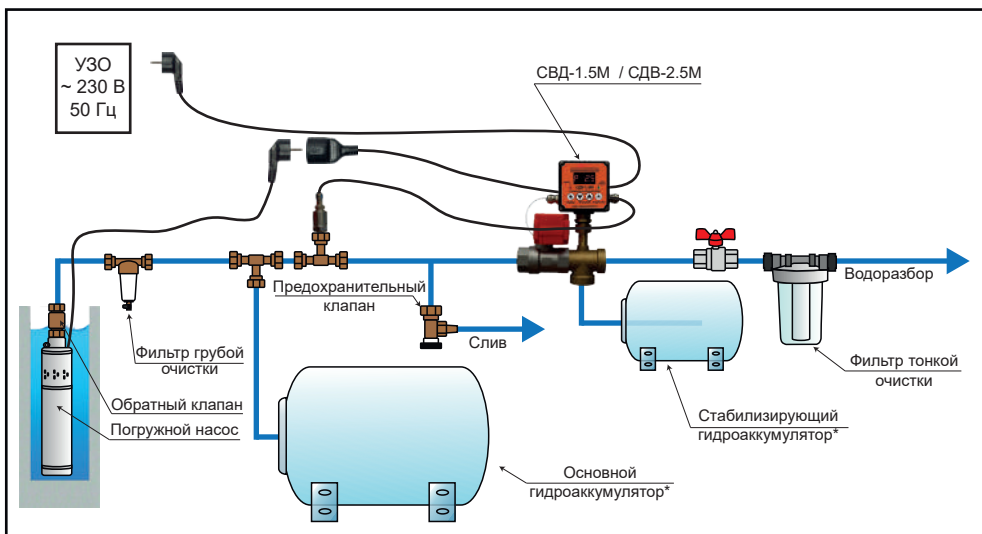 УЗО
~ 230 В
50 Гц
СВД-1.5М / СДВ-2.5М
Водоразбор
Предохранительный
клапан
Слив
Фильтр грубой
очистки
Фильтр тонкой
очистки
Обратный клапан
Погружной насос
Стабилизирующий
гидроаккумулятор*
Основной
гидроаккумулятор*